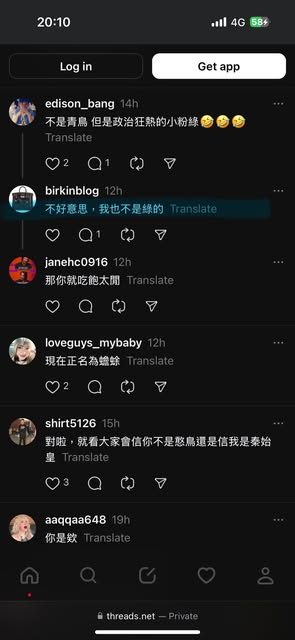 20:10
4G 58
Log in
Get app
edison_bang 14h
不是青鳥 但是政治狂熱的小粉綠🤣🤣🤣
Translate
2 1
birkinblog 12h
不好意思，我也不是綠的 Translate
1
janehc0916 12h
那你就吃飽太閒 Translate
loveguys_mybaby 12h
現在正名為蟾蜍 Translate
2
shirt5126 15h
對啦，就看大家會信你不是憨鳥還是信我是秦始
皇 Translate
3
aaqqaa648 19h
你是欸 Translate
threads.net — Private